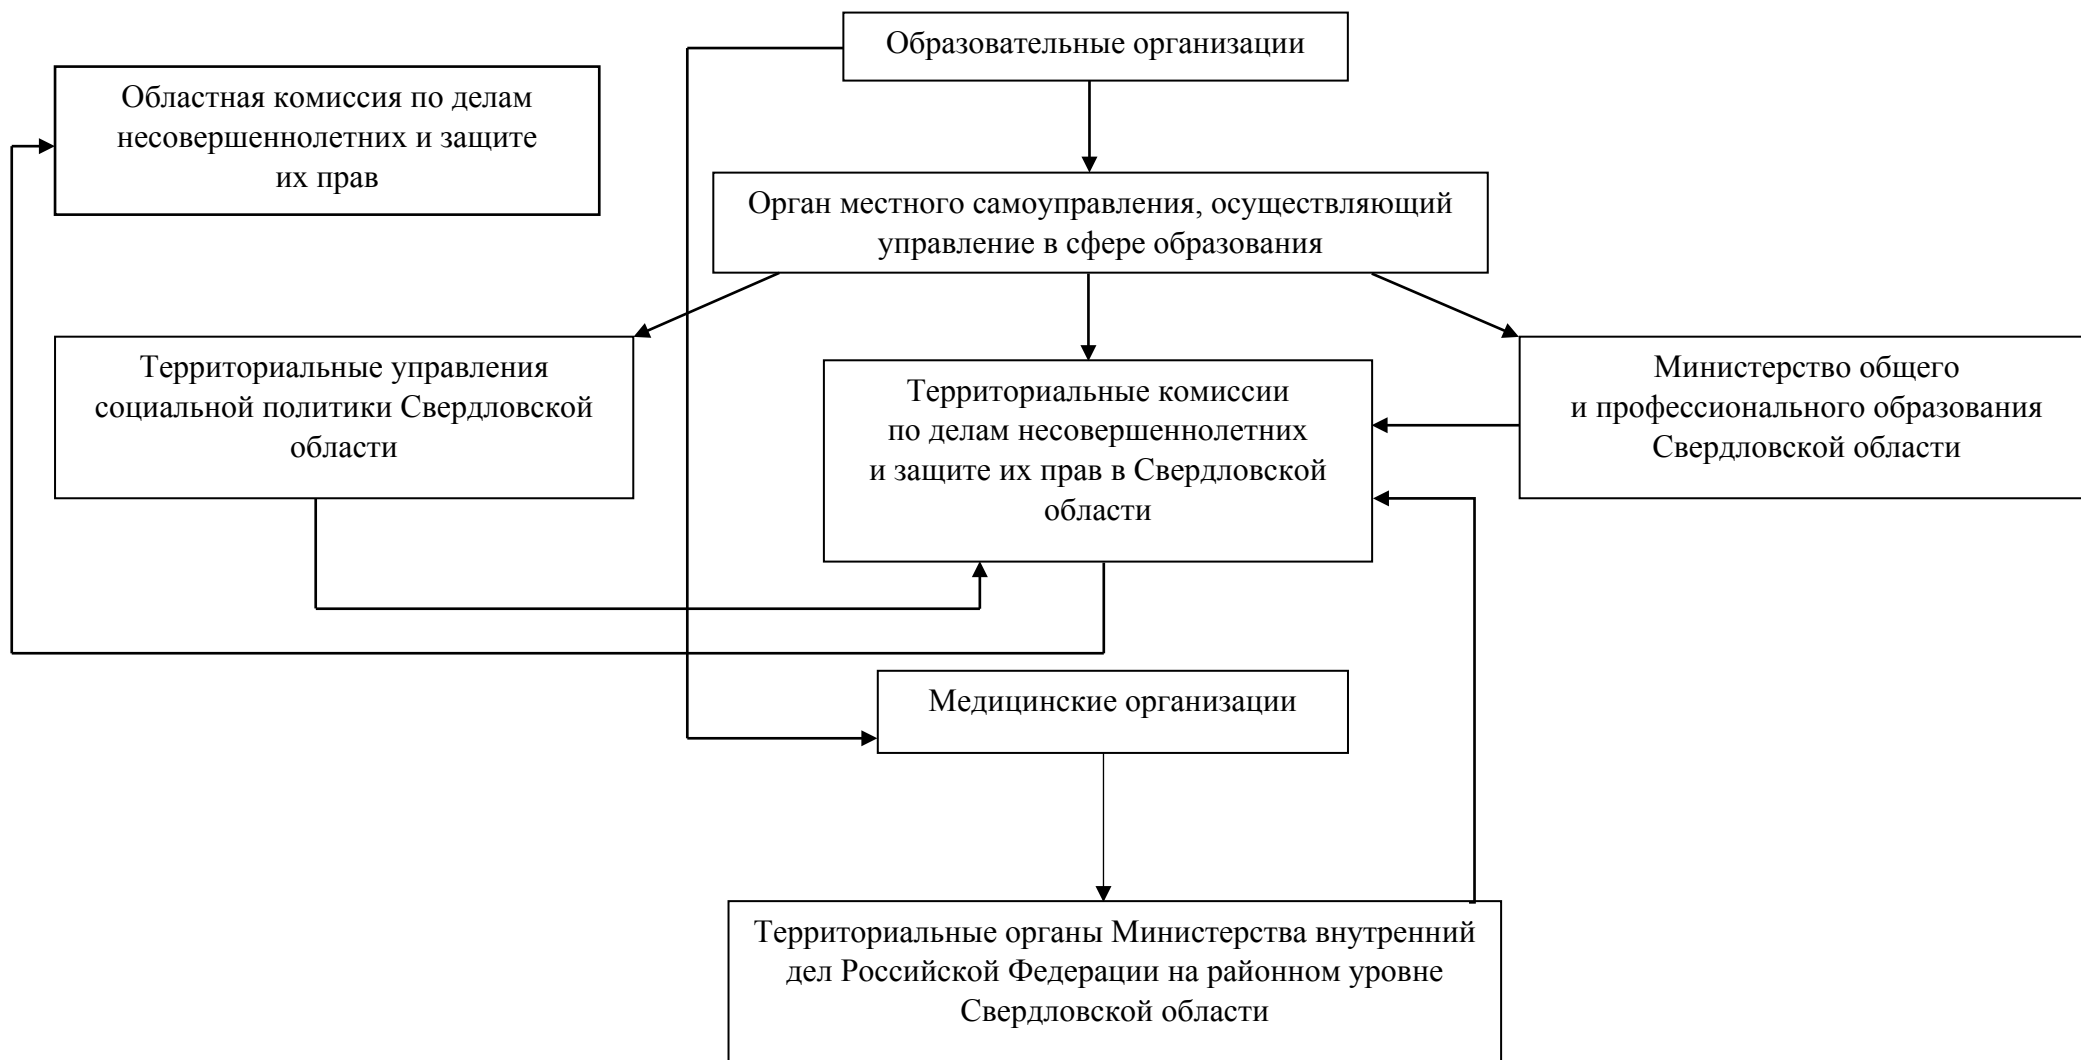 Образовательные организации
Областная комиссия по делам
несовершеннолетних и защите
их прав
Орган местного самоуправления, осуществляющий
управление в сфере образования
Территориальные управления
социальной политики Свердловской
области
Территориальные комиссии
по делам несовершеннолетних
и защите их прав в Свердловской
области
Министерство общего
и профессионального образования
Свердловской области
Медицинские организации
Территориальные органы Министерства внутренний
дел Российской Федерации на районном уровне
Свердловской области